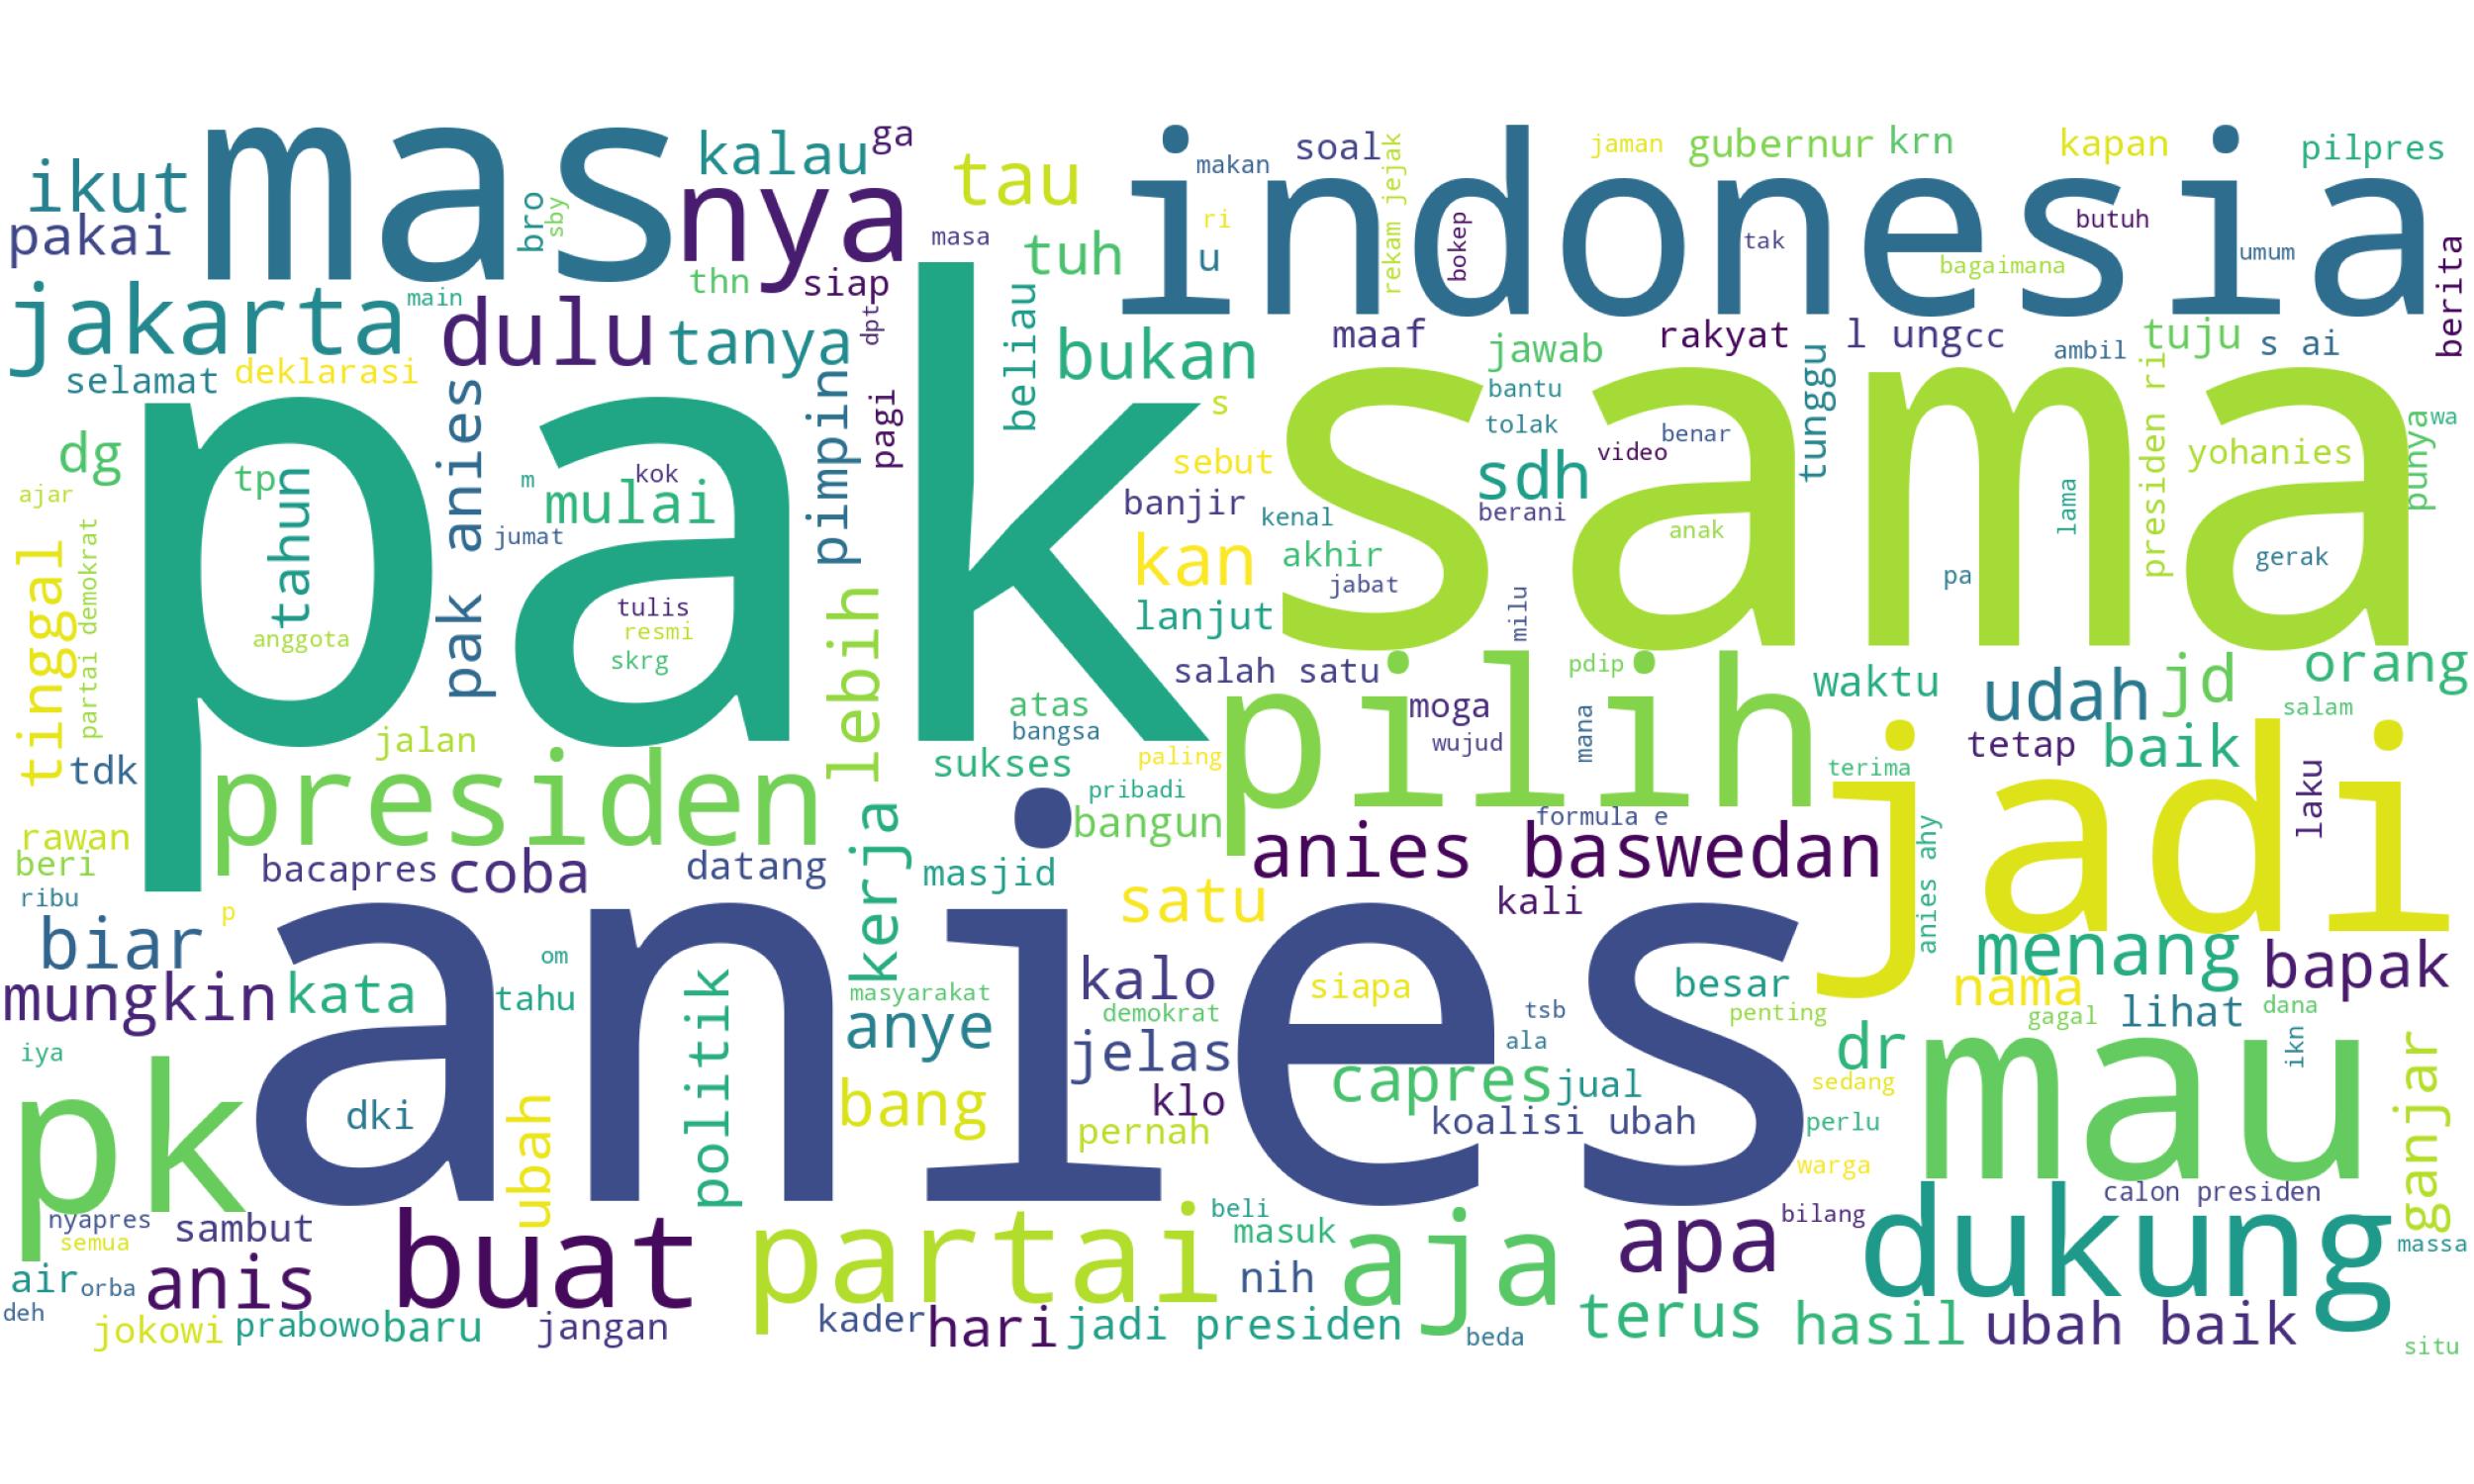 mas
nya
indonesia
ikut
pakai
kalau
ga
tau
makan
soal
rekam jejak
jaman
gubernur
krn
kapan
pilpres
bro
sby
masa
ri
u
tuh
bokep
tak
butuh
bagaimana
umum
berita
thn
siap
jakarta
main
dulu
tanya
dpt
beliau
bukan
maaf
jawab
rakyat
l ungcc
ambil
tuju
s ai
selamat
deklarasi
pak anies
pimpina
pagi
pak
s
sama
bantu
tolak
video
benar
tunggu
presiden ri
yohanies
punya
wa
dg
tp
tahun
m
kok
mulai
jumat
sebut
banjir
kenal
sdh
berani
anak
lama
gerak
ajar
tinggal
partai demokrat
anggota
tulis
resmi
skrg
lebih
kan
akhir
jabat
lanjut
milu
pa
salah satu
pdip
pilih
moga
wujud
mana
waktu
udah
jd
orang
salam
tetap
baik
tdk
jalan
presiden
atas
bangsa
sukses
paling
pribadi
terima
jadi
laku
rawan
beri
ribu
p
bacapres
coba
datang
kerja
masjid
bangun
formula e
anies baswedan
anies ahy
satu
kali
biar
anies
om
tahu
mungkin
kata
politik
masyarakat
anye
kalo
demokrat
jelas
siapa
tsb
ala
besar
penting
menang
nama
bapak
gagal
lihat
dana
iya
pk
dki
ubah
bang
klo
pernah
capres
jual
koalisi ubah
dr
sedang
perlu
warga
mau
ikn
ganjar
calon presiden
nyapres
semua
sambut
buat
partai
beli
masuk
aja
apa
bilang
dukung
massa
air
orba
anis
deh
jokowi
prabowo
baru
jangan
kader
hari
nih
jadi presiden
beda
terus
hasil
ubah baik
situ